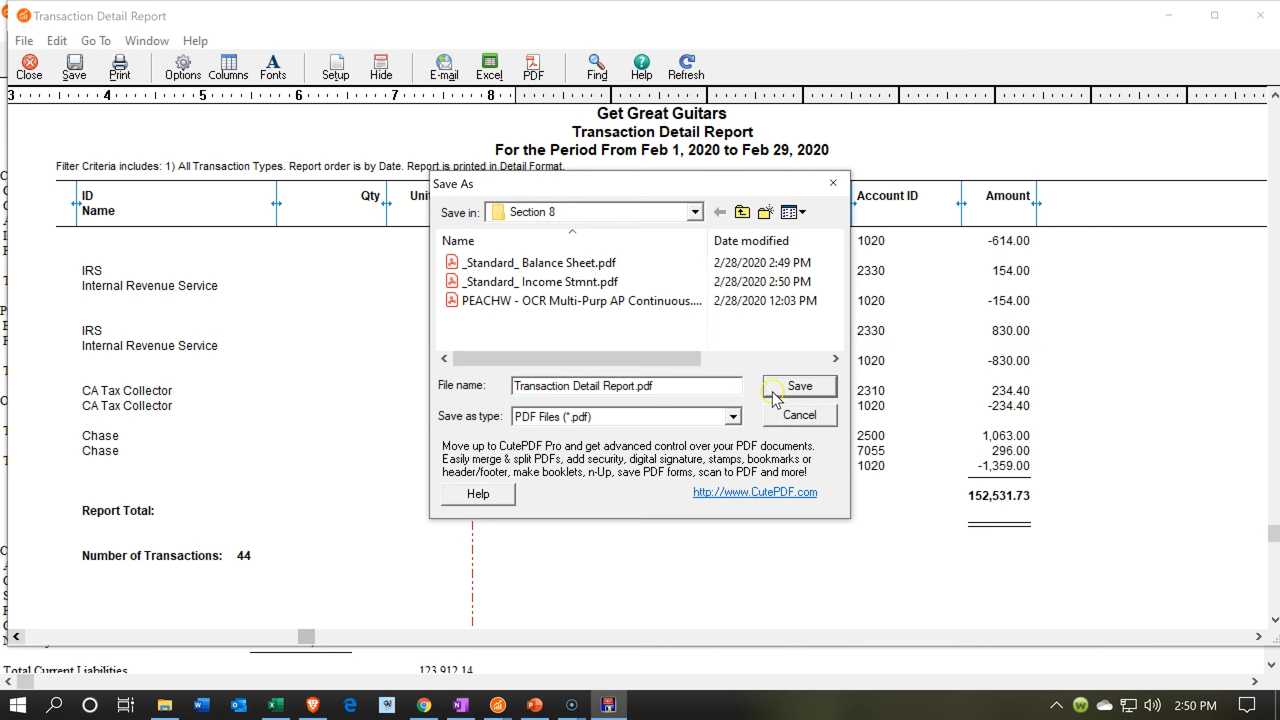 Transaction Detail Report
File Edit Go To Window Help
Close Save Print Options Columns Fonts Setup Hide E-mail Excel PDF Find Help Refresh
3 4 5 6 7 8
Get Great Guitars
Transaction Detail Report
For the Period From Feb 1, 2020 to Feb 29, 2020
Filter Criteria includes: 1) All Transaction Types. Report order is by Date. Report is printed in Detail Format.
ID Qty Account ID Amount
Name
1020 -614.00
IRS 2330 154.00
Internal Revenue Service
1020 -154.00
IRS 2330 830.00
Internal Revenue Service
1020 -830.00
CA Tax Collector 2310 234.40
CA Tax Collector 1020 -234.40
Chase 2500 1,063.00
Chase 7055 296.00
1020 -1,359.00
152,531.73
Report Total:
Number of Transactions: 44
Save As
Save in: Section 8
Name Date modified
_Standard_ Balance Sheet.pdf 2/28/2020 2:49 PM
_Standard_ Income Stmnt.pdf 2/28/2020 2:50 PM
PEACHW - OCR Multi-Purp AP Continuous.... 2/28/2020 12:03 PM
File name: Transaction Detail Report.pdf Save
Save as type: PDF Files (*.pdf) Cancel
Move up to CutePDF Pro and get advanced control over your PDF documents.
Easily merge & split PDFs, add security, digital signature, stamps, bookmarks or
header/footer, make booklets, n-Up, save PDF forms, scan to PDF and more!
Help http://www.CutePDF.com
Total Current Liabilities 123,912.14
2:50 PM